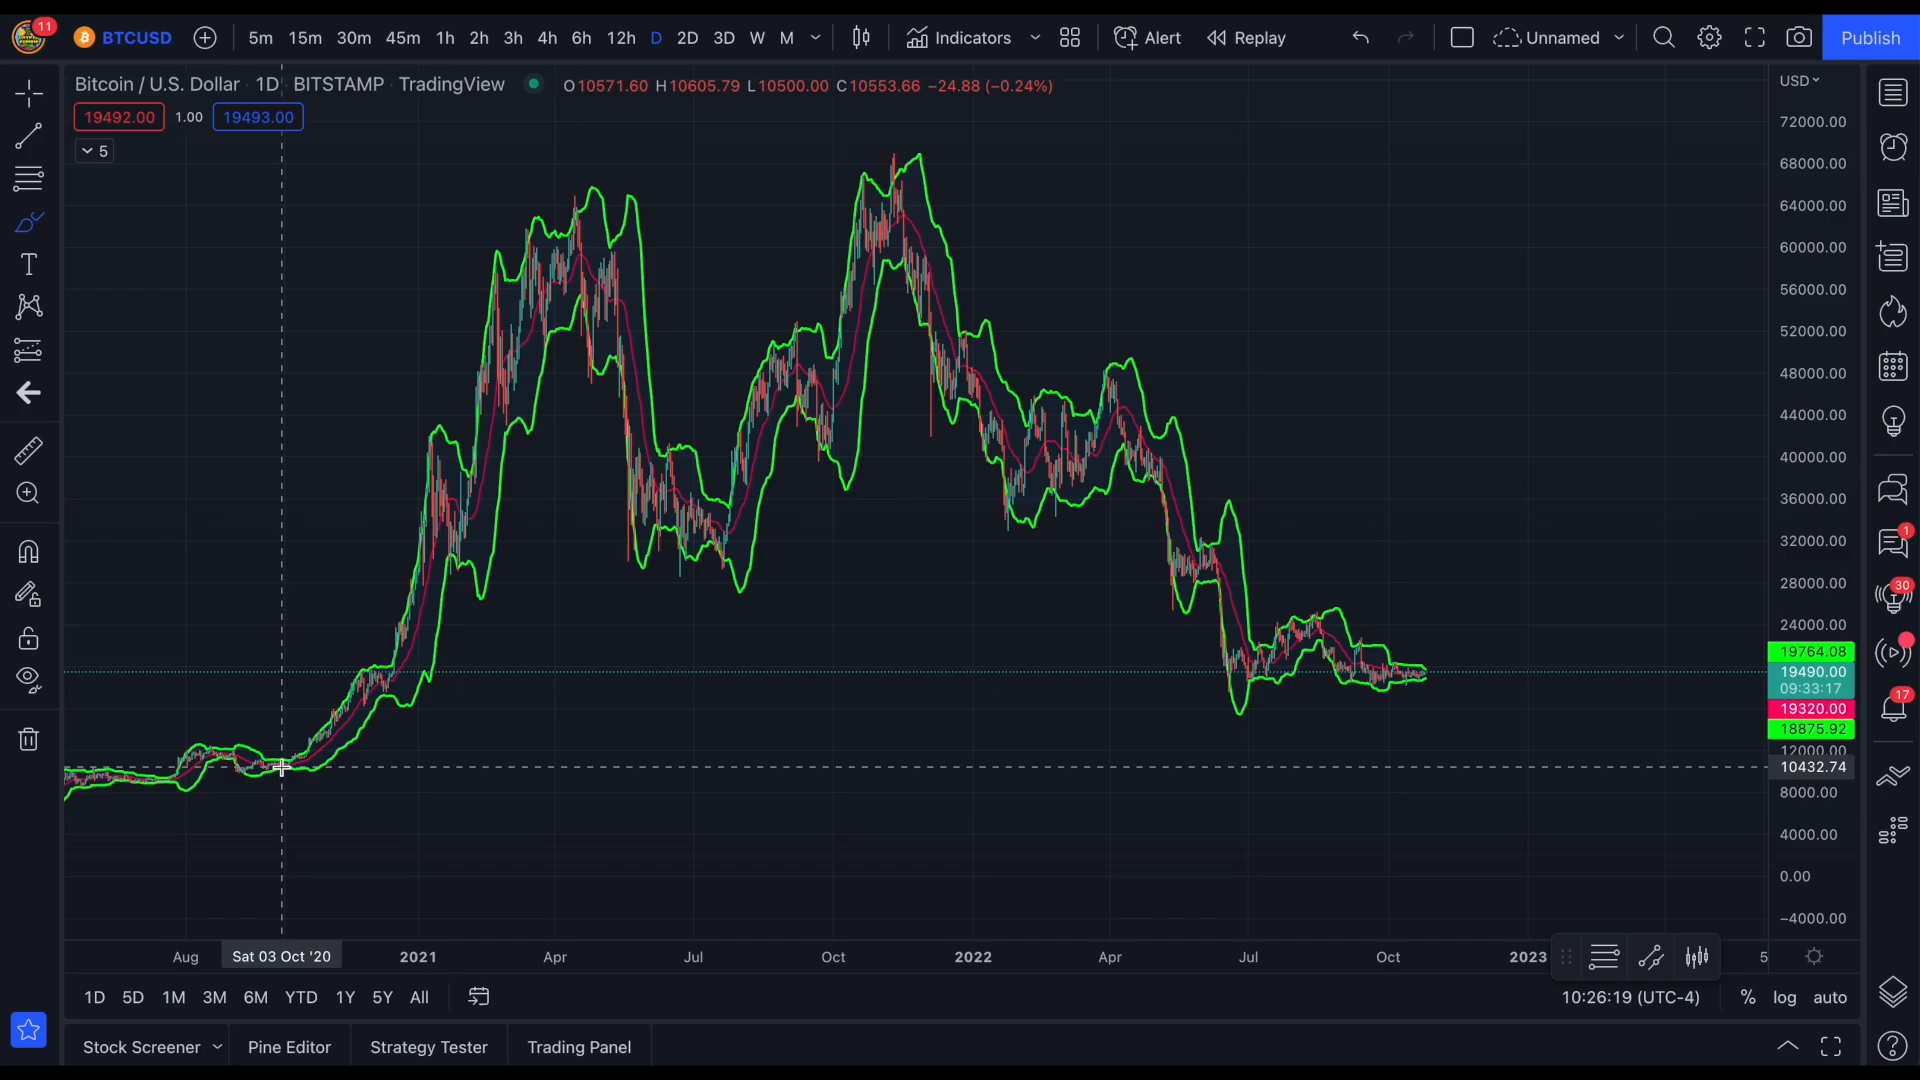 11
BTCUSD
5m 15m 30m 45m 1h 2h 3h 4h 6h 12h D 2D 3D W M
Indicators
Alert
Replay
Unnamed
Publish
Bitcoin / U.S. Dollar · 1D · BITSTAMP · TradingView
O10571.60 H10605.79 L10500.00 C10553.66 −24.88 (−0.24%)
USD
19492.00 1.00 19493.00
5
72000.00
68000.00
64000.00
60000.00
56000.00
52000.00
48000.00
44000.00
40000.00
36000.00
32000.00
28000.00
24000.00
19764.08
19490.00
09:33:17
19320.00
18875.92
12000.00
10432.74
8000.00
4000.00
0.00
−4000.00
1
30
17
Aug Sat 03 Oct '20 2021 Apr Jul Oct 2022 Apr Jul Oct 2023 5
1D 5D 1M 3M 6M YTD 1Y 5Y All
10:26:19 (UTC-4) % log auto
Stock Screener Pine Editor Strategy Tester Trading Panel